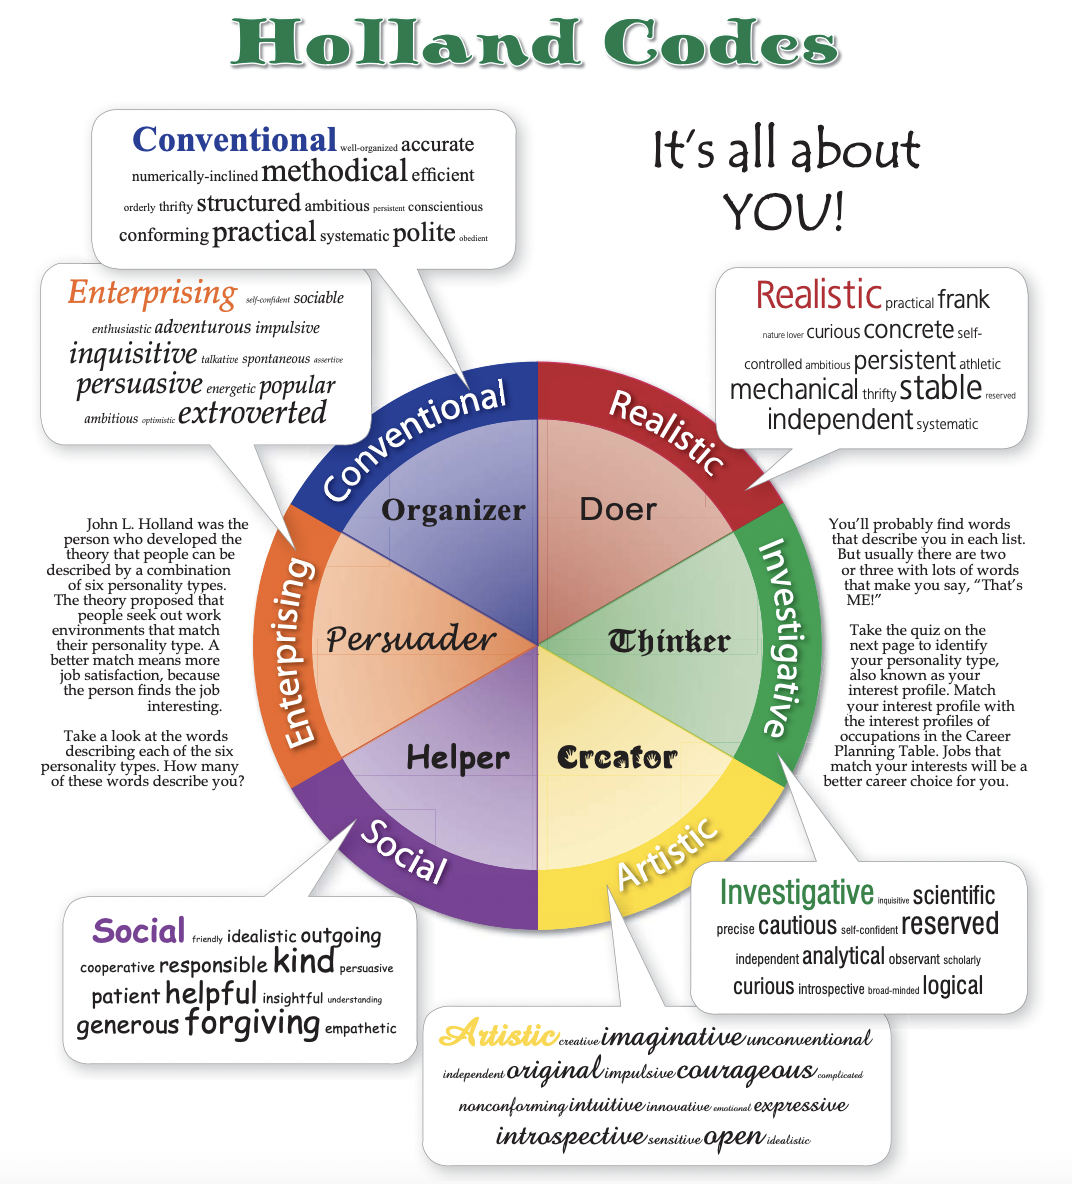 Holland Codes
Conventional well-organized accurate
numerically-inclined methodical efficient
orderly thrifty structured ambitious persistent conscientious
conforming practical systematic polite obedient
It's all about
YOU!
Enterprising self-confident sociable
enthusiastic adventurous impulsive
inquisitive talkative spontaneous assertive
persuasive energetic popular
ambitious optimistic extroverted
Realistic practical frank
nature lover curious concrete self-
controlled ambitious persistent athletic
mechanical thrifty stable reserved
independent systematic
Conventional
Realistic
Organizer
Doer
John L. Holland was the
person who developed the
theory that people can be
described by a combination
of six personality types.
The theory proposed that
people seek out work
environments that match
their personality type. A
better match means more
job satisfaction, because
the person finds the job
interesting.
Take a look at the words
describing each of the six
personality types. How many
of these words describe you?
Enterprising
Persuader
Thinker
Investigative
You'll probably find words
that describe you in each list.
But usually there are two
or three with lots of words
that make you say, “That's
ME!”
Take the quiz on the
next page to identify
your personality type,
also known as your
interest profile. Match
your interest profile with
the interest profiles of
occupations in the Career
Planning Table. Jobs that
match your interests will be a
better career choice for you.
Helper
Creator
Social
Artistic
Social friendly idealistic outgoing
cooperative responsible kind persuasive
patient helpful insightful understanding
generous forgiving empathetic
Investigative inquisitive scientific
precise cautious self-confident reserved
independent analytical observant scholarly
curious introspective broad-minded logical
Artistic creative imaginative unconventional
independent original impulsive courageous complicated
nonconforming intuitive innovative emotional expressive
introspective sensitive open idealistic